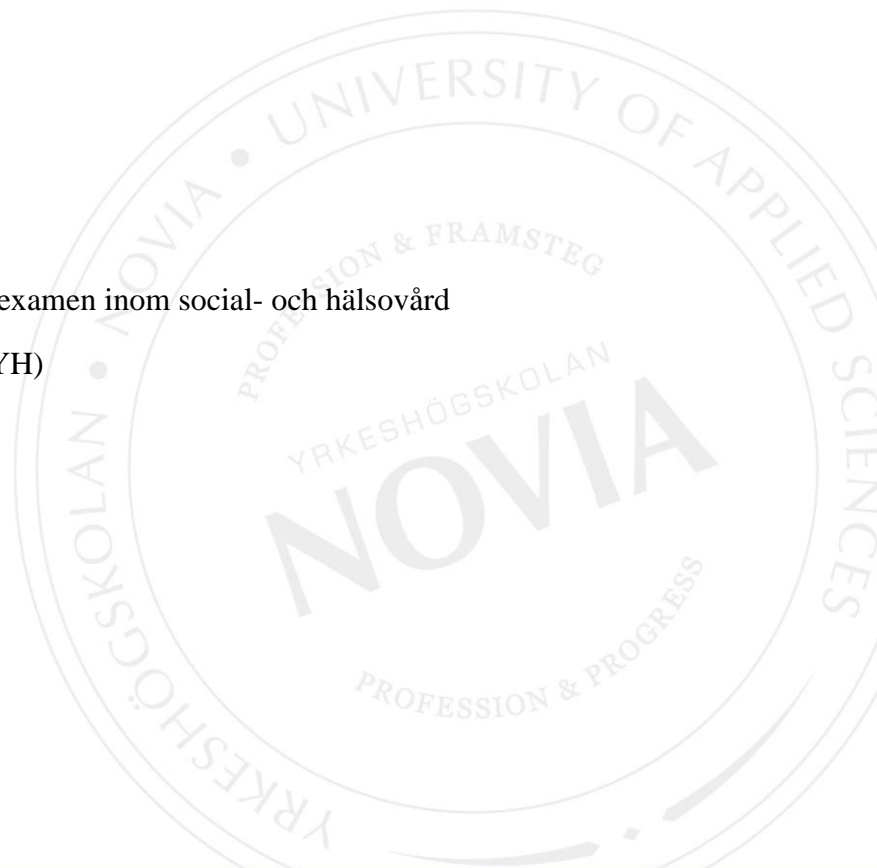 UNIVERSITY OF APPLIED SCIENCES
YRKESHÖGSKOLAN • NOVIA •
PROFESSION & FRAMSTEG
examen inom social- och hälsovård
YH)
YRKESHÖGSKOLAN
NOVIA
PROFESSION & PROGRESS